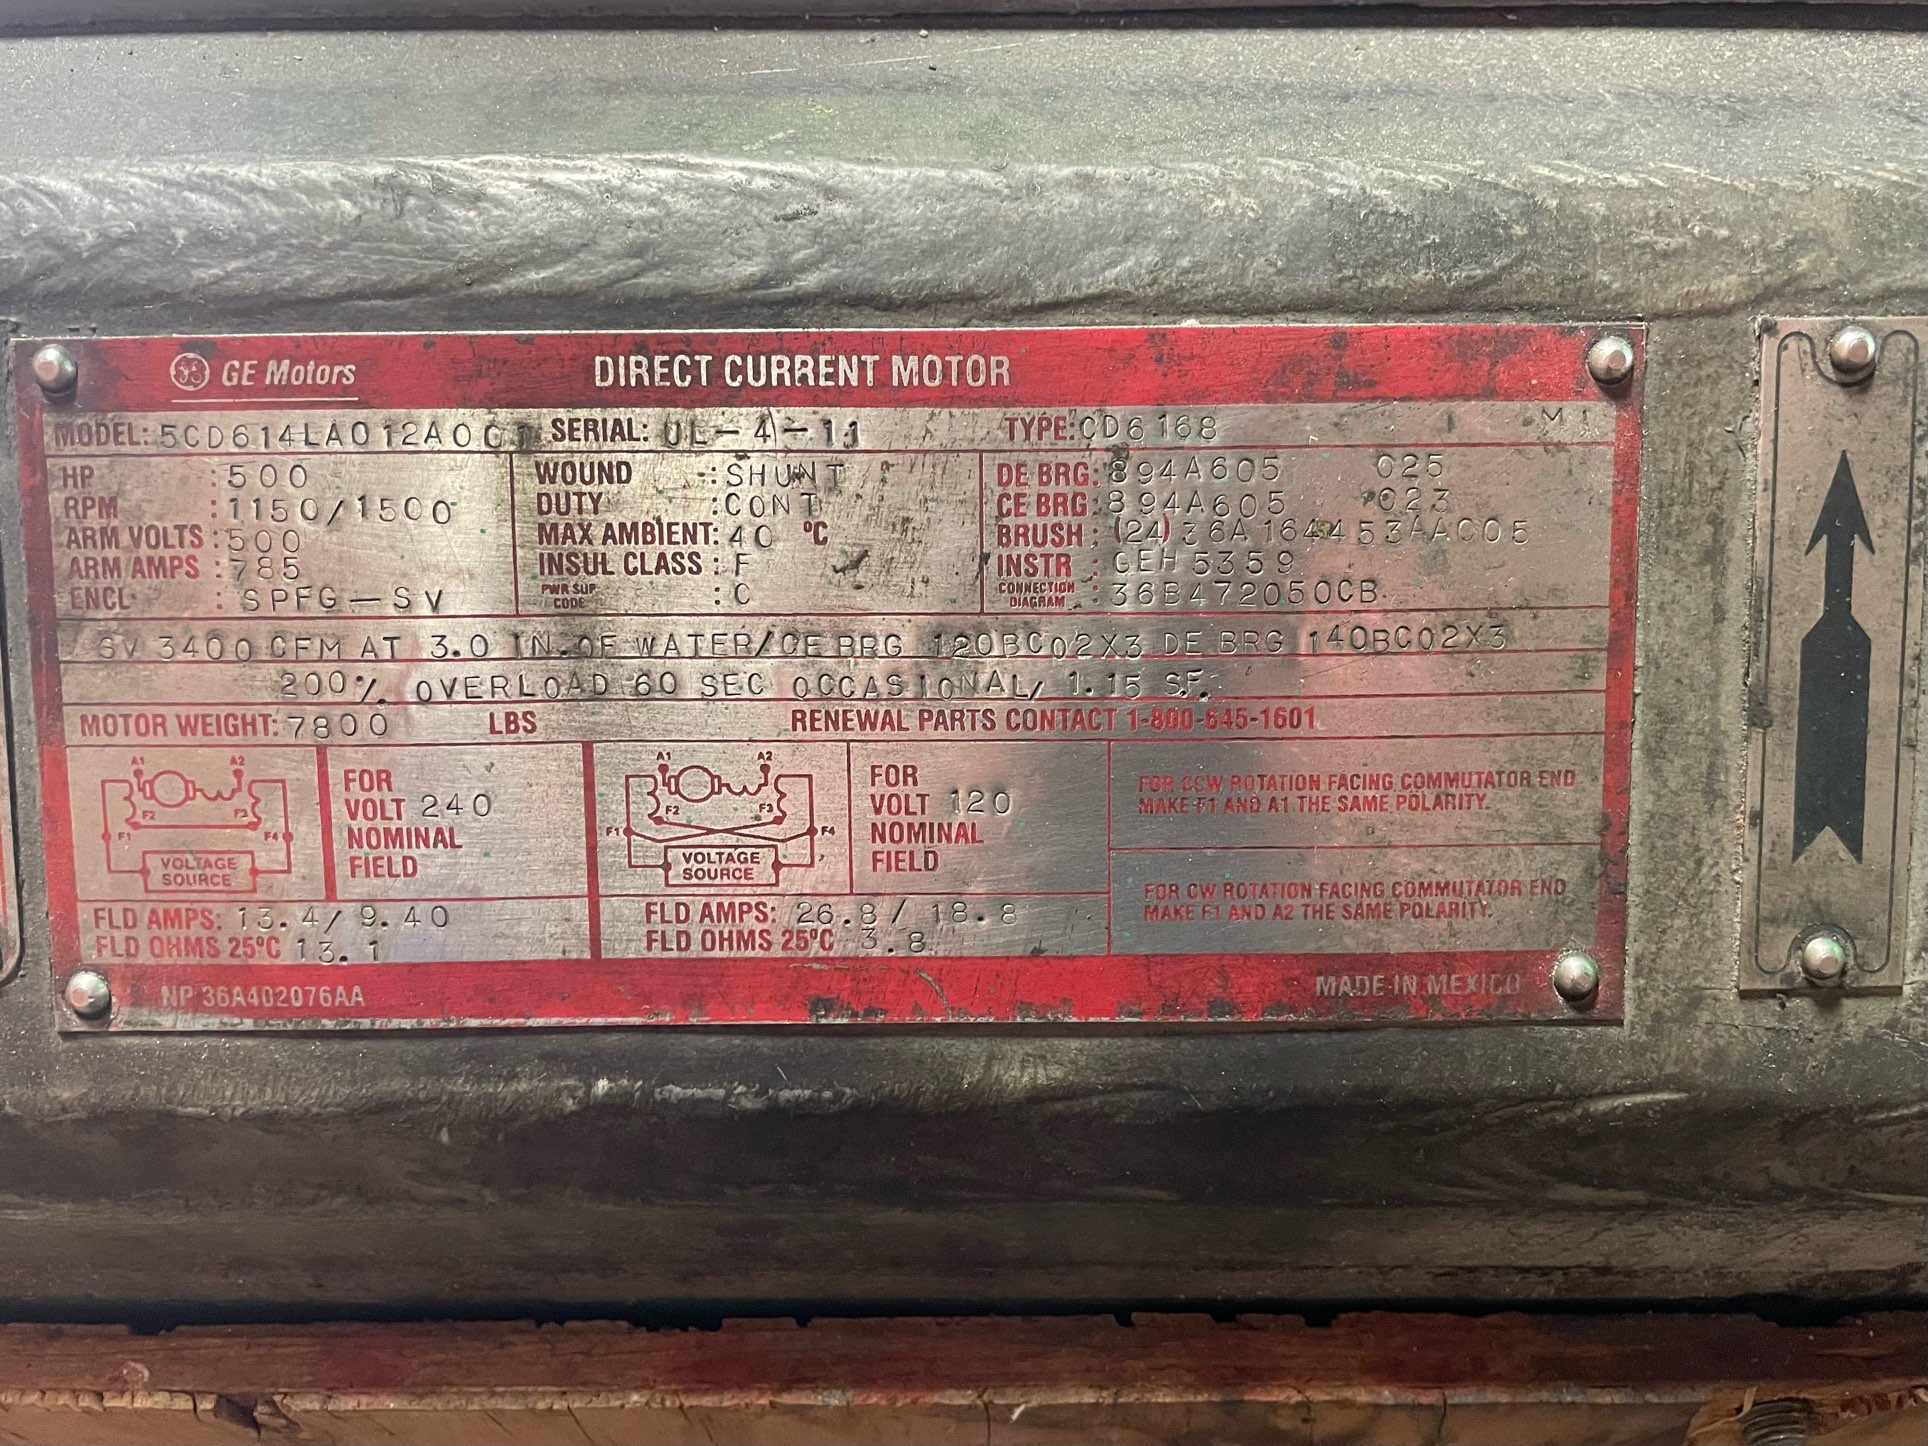 GE Motors DIRECT CURRENT MOTOR
MODEL: 5CD614LA012A001 SERIAL: UL-4-11 TYPE: CD6168 M1
HP : 500
RPM : 1150/1500
ARM VOLTS : 500
ARM AMPS : 785
ENCL : SPFG-SV
WOUND : SHUNT
DUTY : CONT
MAX AMBIENT: 40 °C
INSUL CLASS : F
PWR SUP CODE : C
DE BRG: 894A605 025
CE BRG: 894A605 023
BRUSH : (24) 36A164453AAC05
INSTR : GEH 5359
CONNECTION DIAGRAM : 36B472050CB
SV 3400 CFM AT 3.0 IN. OF WATER/CE BRG 120BC02X3 DE BRG 140BC02X3
200% OVERLOAD 60 SEC OCCASIONAL, 1.15 SF.
MOTOR WEIGHT: 7800 LBS RENEWAL PARTS CONTACT 1-800-645-1601
A1 A2
F2 F3
F1 F4
VOLTAGE
SOURCE
FOR
VOLT 240
NOMINAL
FIELD
A1 A2
F2 F3
F1 F4
VOLTAGE
SOURCE
FOR
VOLT 120
NOMINAL
FIELD
FOR CCW ROTATION FACING COMMUTATOR END
MAKE F1 AND A1 THE SAME POLARITY.
FOR CW ROTATION FACING COMMUTATOR END
MAKE F1 AND A2 THE SAME POLARITY.
FLD AMPS: 13.4/9.40
FLD OHMS 25°C 13.1
FLD AMPS: 26.8/18.8
FLD OHMS 25°C 3.8
NP 36A402076AA MADE IN MEXICO